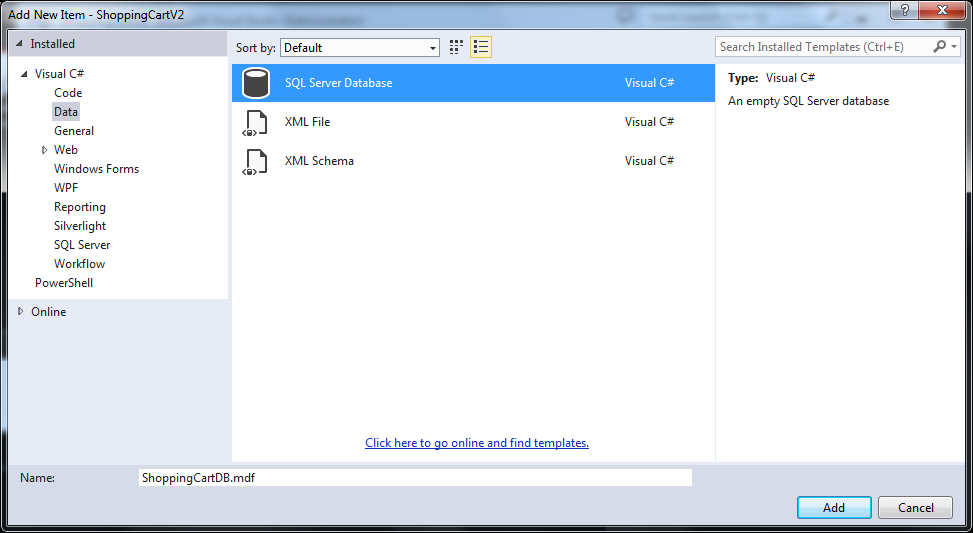 Add New Item - ShoppingCartV2
Installed
Sort by: Default
Search Installed Templates (Ctrl+E)
Visual C#
Code
Data
General
Web
Windows Forms
WPF
Reporting
Silverlight
SQL Server
Workflow
PowerShell
Online
SQL Server Database Visual C#
XML File Visual C#
XML Schema Visual C#
Click here to go online and find templates.
Type: Visual C#
An empty SQL Server database
Name: ShoppingCartDB.mdf
Add Cancel